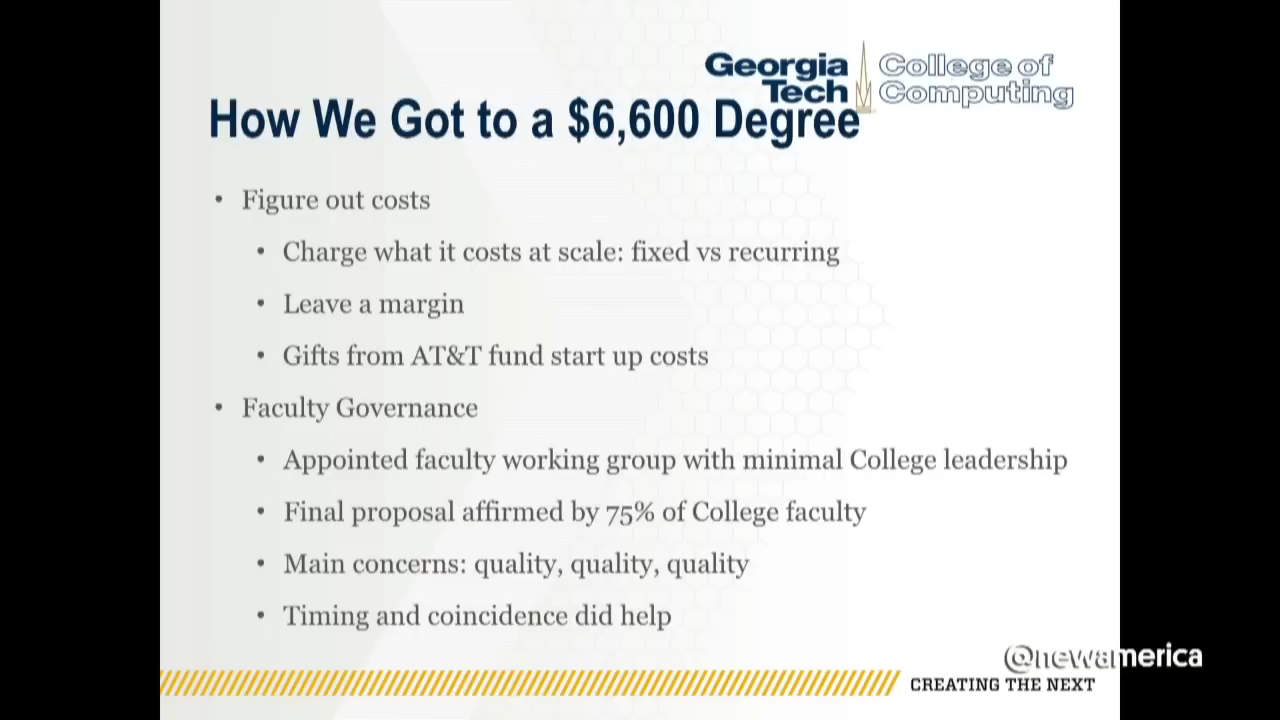 Georgia Tech College of Computing
How We Got to a $6,600 Degree
• Figure out costs
• Charge what it costs at scale: fixed vs recurring
• Leave a margin
• Gifts from AT&T fund start up costs
• Faculty Governance
• Appointed faculty working group with minimal College leadership
• Final proposal affirmed by 75% of College faculty
• Main concerns: quality, quality, quality
• Timing and coincidence did help
@newamerica
CREATING THE NEXT